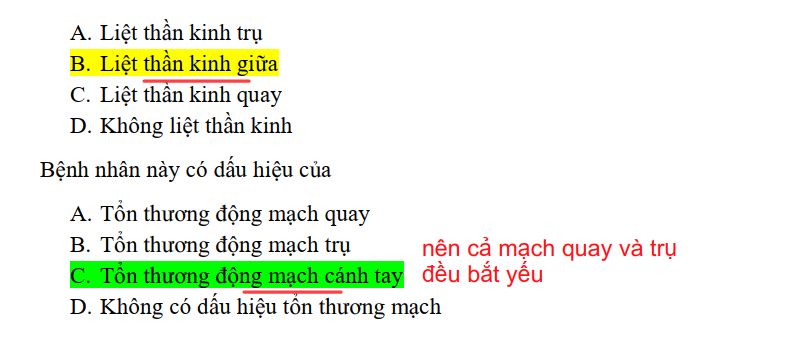 A. Liệt thần kinh trụ
B. Liệt thần kinh giữa
C. Liệt thần kinh quay
D. Không liệt thần kinh
Bệnh nhân này có dấu hiệu của
A. Tổn thương động mạch quay
B. Tổn thương động mạch trụ
C. Tổn thương động mạch cánh tay
D. Không có dấu hiệu tổn thương mạch
nên cả mạch quay và trụ
đều bắt yếu